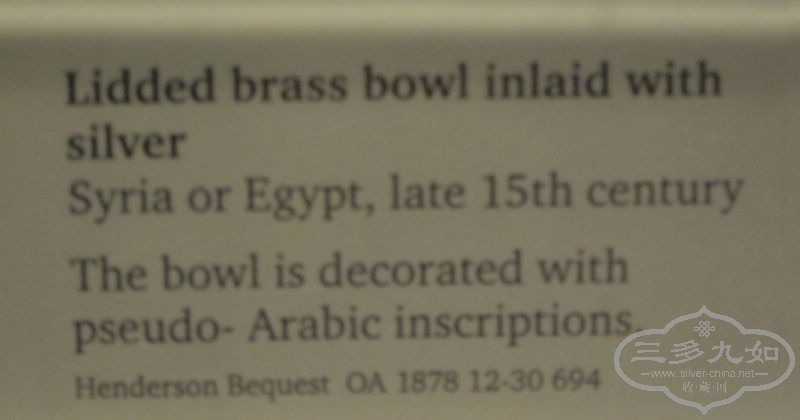 Lidded brass bowl inlaid with
silver
Syria or Egypt, late 15th century
The bowl is decorated with
pseudo- Arabic inscriptions.
Henderson Bequest OA 1878 12-30 694
三多九如
www.silver-china.net
收·藏·网